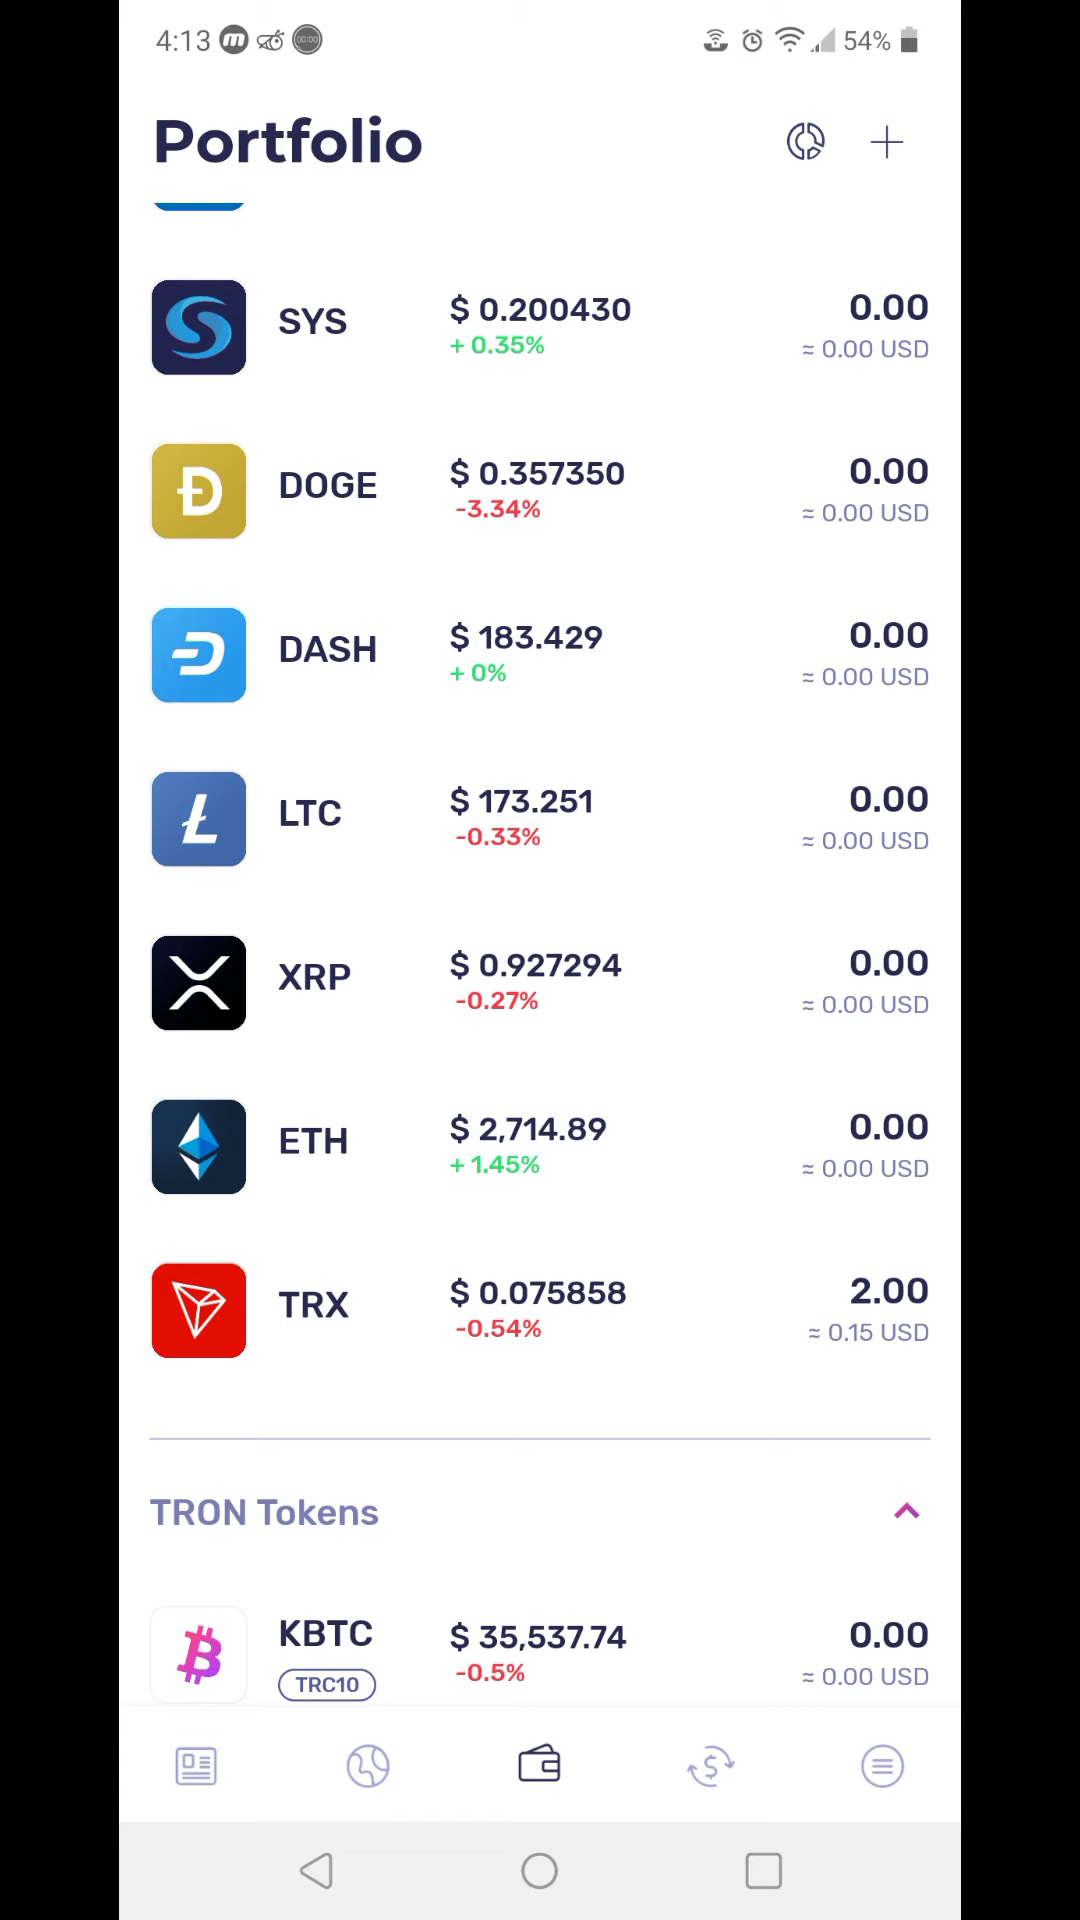 4:13 54%
Portfolio
SYS $ 0.200430 0.00
+ 0.35% ≈ 0.00 USD
DOGE $ 0.357350 0.00
-3.34% ≈ 0.00 USD
DASH $ 183.429 0.00
+ 0% ≈ 0.00 USD
LTC $ 173.251 0.00
-0.33% ≈ 0.00 USD
XRP $ 0.927294 0.00
-0.27% ≈ 0.00 USD
ETH $ 2,714.89 0.00
+ 1.45% ≈ 0.00 USD
TRX $ 0.075858 2.00
-0.54% ≈ 0.15 USD
TRON Tokens
KBTC $ 35,537.74 0.00
TRC10 -0.5% ≈ 0.00 USD